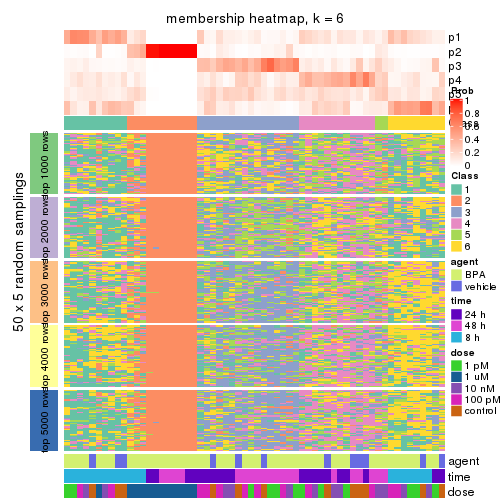 membership heatmap, k = 6
p1
p2
p3
p4
p5
Prob
1
0.8
0.6
0.4
0.2
0
Class
1
2
3
4
5
6
agent
BPA
vehicle
time
24 h
48 h
8 h
dose
1 pM
1 uM
10 nM
100 pM
control
50 x 5 random samplings
top 1000 rows
top 2000 rows
top 3000 rows
top 4000 rows
top 5000 rows
agent
time
dose